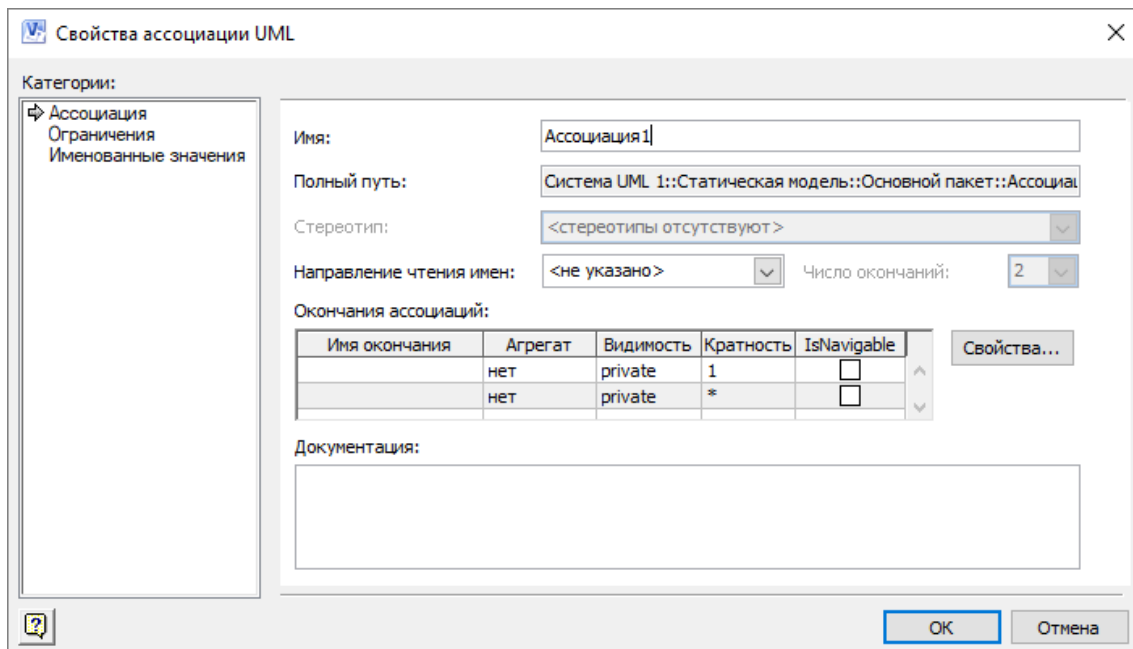 Свойства ассоциации UML
Категории:
Ассоциация
Ограничения
Именованные значения
Имя: Ассоциация1
Полный путь: Система UML 1::Статическая модель::Основной пакет::Ассоциац
Стереотип: <стереотипы отсутствуют>
Направление чтения имен: <не указано> Число окончаний: 2
Окончания ассоциаций:
Имя окончания Агрегат Видимость Кратность IsNavigable
нет private 1
нет private *
Свойства...
Документация:
ОК Отмена